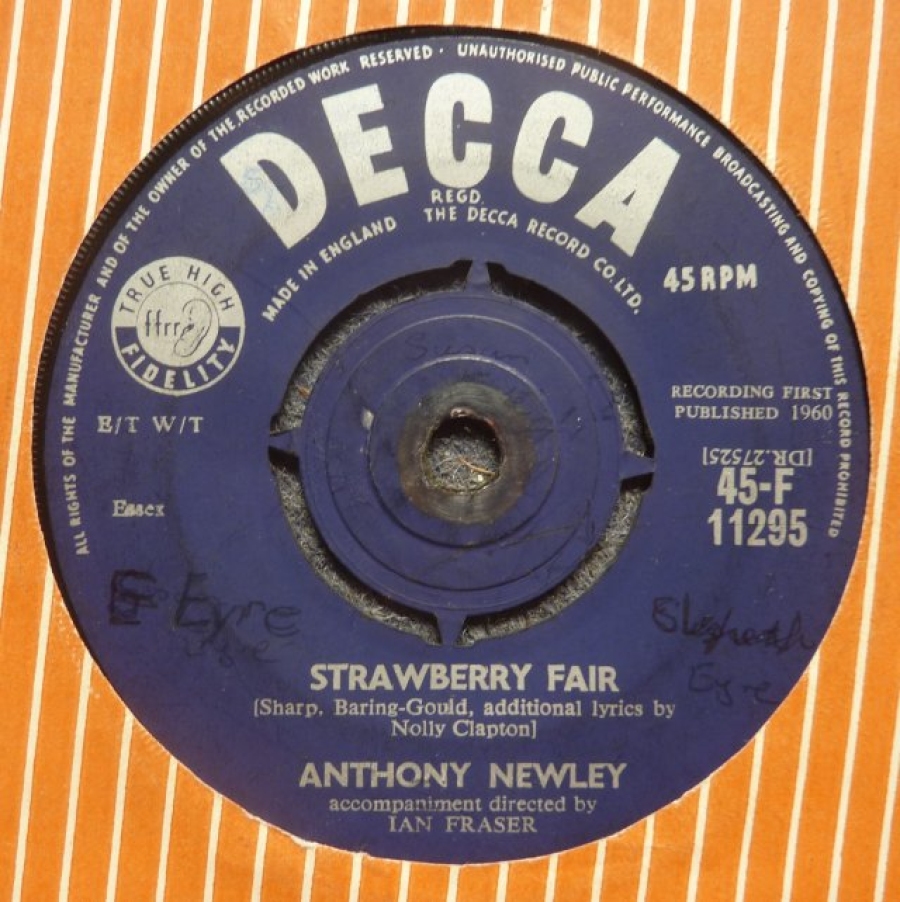 ALL RIGHTS OF THE MANUFACTURER AND OF THE OWNER OF THE RECORDED WORK RESERVED · UNAUTHORISED PUBLIC PERFORMANCE BROADCASTING AND COPYING OF THIS RECORD PROHIBITED
DECCA
REGD.
MADE IN ENGLAND THE DECCA RECORD CO. LTD.
TRUE HIGH
ffrr
FIDELITY
45 RPM
E/T W/T
RECORDING FIRST
PUBLISHED 1960
[DR.27525]
45-F
11295
Essex
Eyre
Eyre
STRAWBERRY FAIR
[Sharp, Baring-Gould, additional lyrics by
Nolly Clapton]
ANTHONY NEWLEY
accompaniment directed by
IAN FRASER